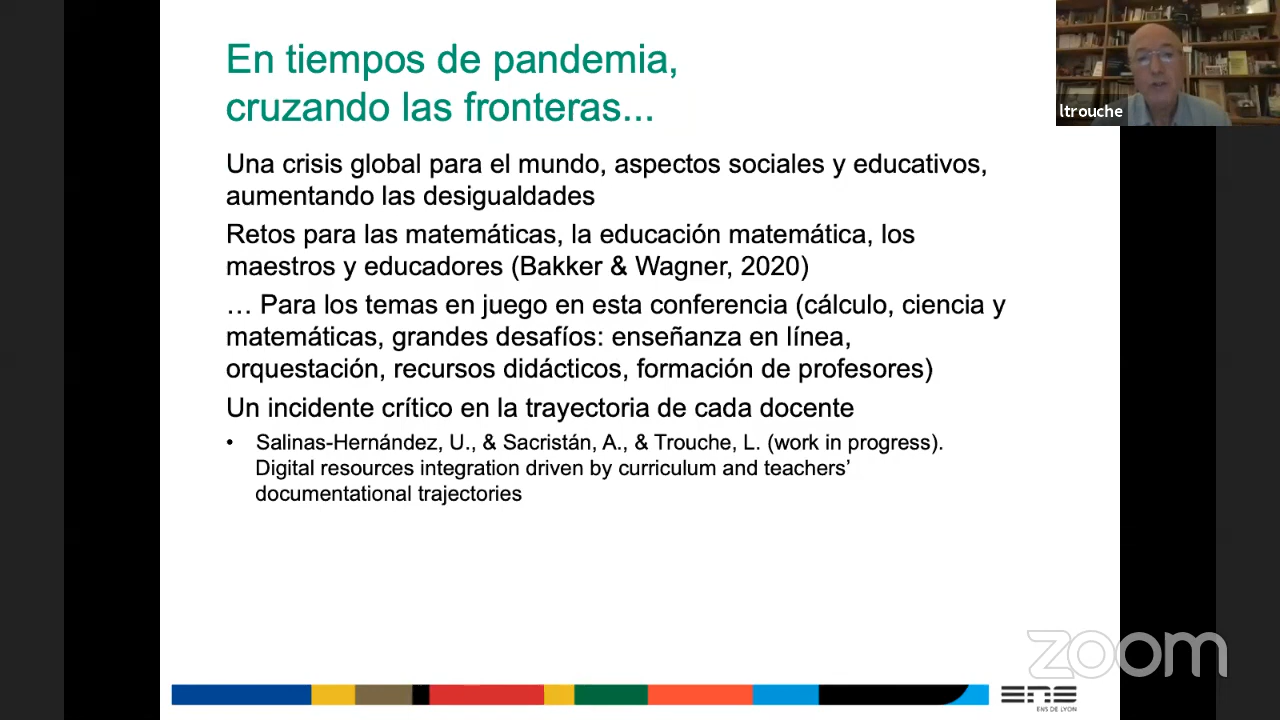 En tiempos de pandemia,
cruzando las fronteras...
ltrouche
Una crisis global para el mundo, aspectos sociales y educativos,
aumentando las desigualdades
Retos para las matemáticas, la educación matemática, los
maestros y educadores (Bakker & Wagner, 2020)
… Para los temas en juego en esta conferencia (cálculo, ciencia y
matemáticas, grandes desafíos: enseñanza en línea,
orquestación, recursos didácticos, formación de profesores)
Un incidente crítico en la trayectoria de cada docente
• Salinas-Hernández, U., & Sacristán, A., & Trouche, L. (work in progress).
Digital resources integration driven by curriculum and teachers’
documentational trajectories
zoom
ENS
ENS DE LYON